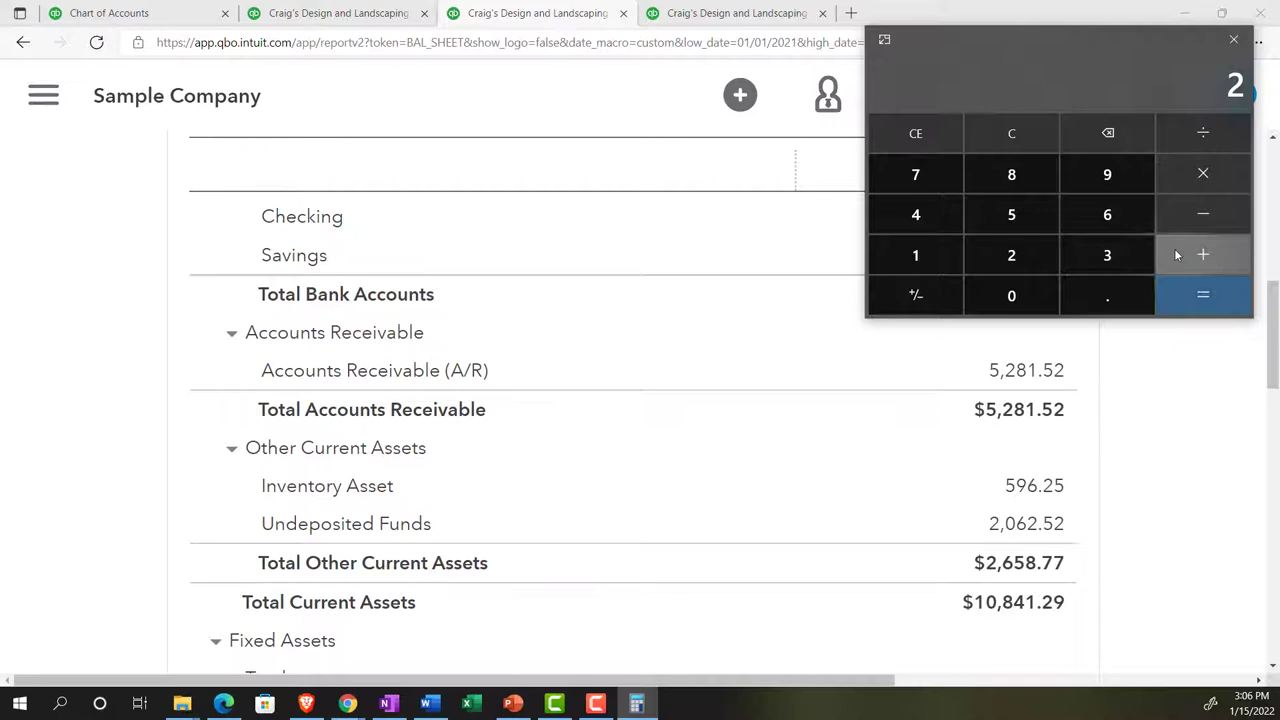 Chart of Accounts
Craig's Design and Landscaping
Craig's Design and Landscaping
Craig's Design and Landscaping
https://app.qbo.intuit.com/app/reportv2?token=BAL_SHEET&show_logo=false&date_macro=custom&low_date=01/01/2021&high_date=
Sample Company
2
CE C ÷
7 8 9 ×
4 5 6 −
1 2 3 +
+/− 0 . =
Checking
Savings
Total Bank Accounts
Accounts Receivable
Accounts Receivable (A/R) 5,281.52
Total Accounts Receivable $5,281.52
Other Current Assets
Inventory Asset 596.25
Undeposited Funds 2,062.52
Total Other Current Assets $2,658.77
Total Current Assets $10,841.29
Fixed Assets
3:06 PM
1/15/2022